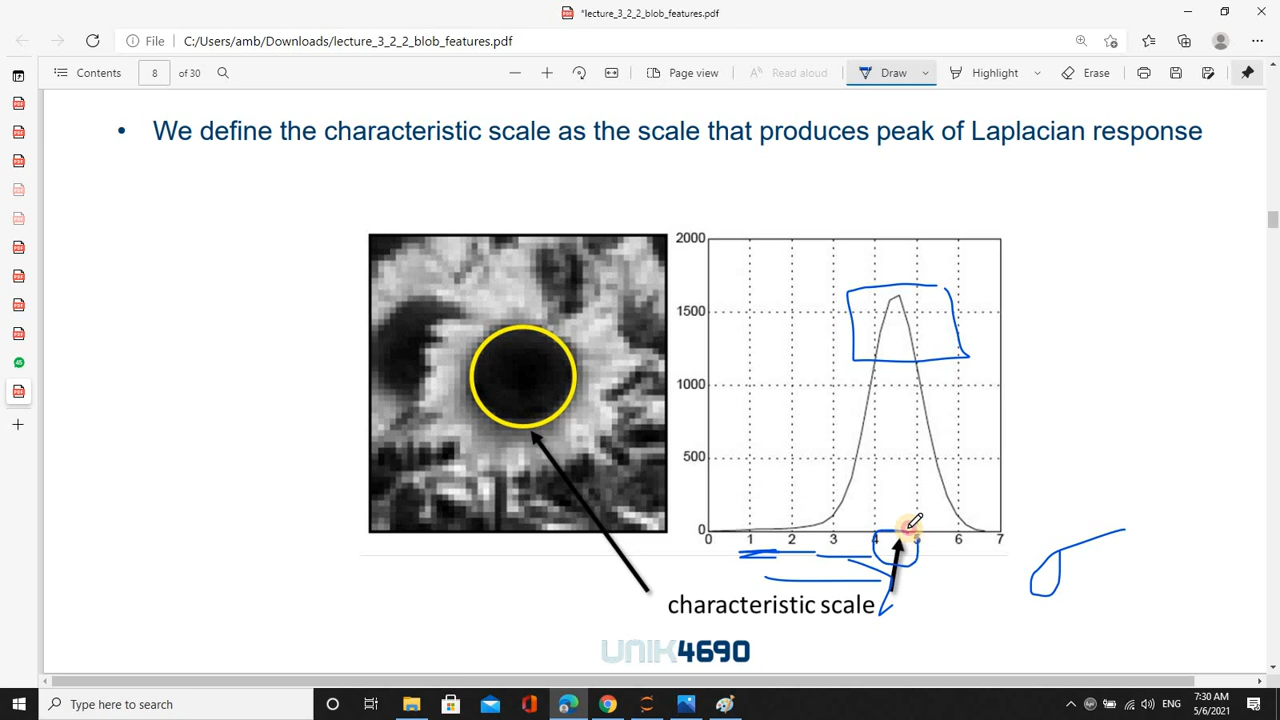 *lecture_3_2_2_blob_features.pdf
File C:/Users/amb/Downloads/lecture_3_2_2_blob_features.pdf
Contents 8 of 30 Page view Read aloud Draw Highlight Erase
• We define the characteristic scale as the scale that produces peak of Laplacian response
2000
1500
1000
500
0
0 1 2 3 4 5 6 7
σ
characteristic scale
UNIK4690
Type here to search
ENG
7:30 AM
5/6/2021